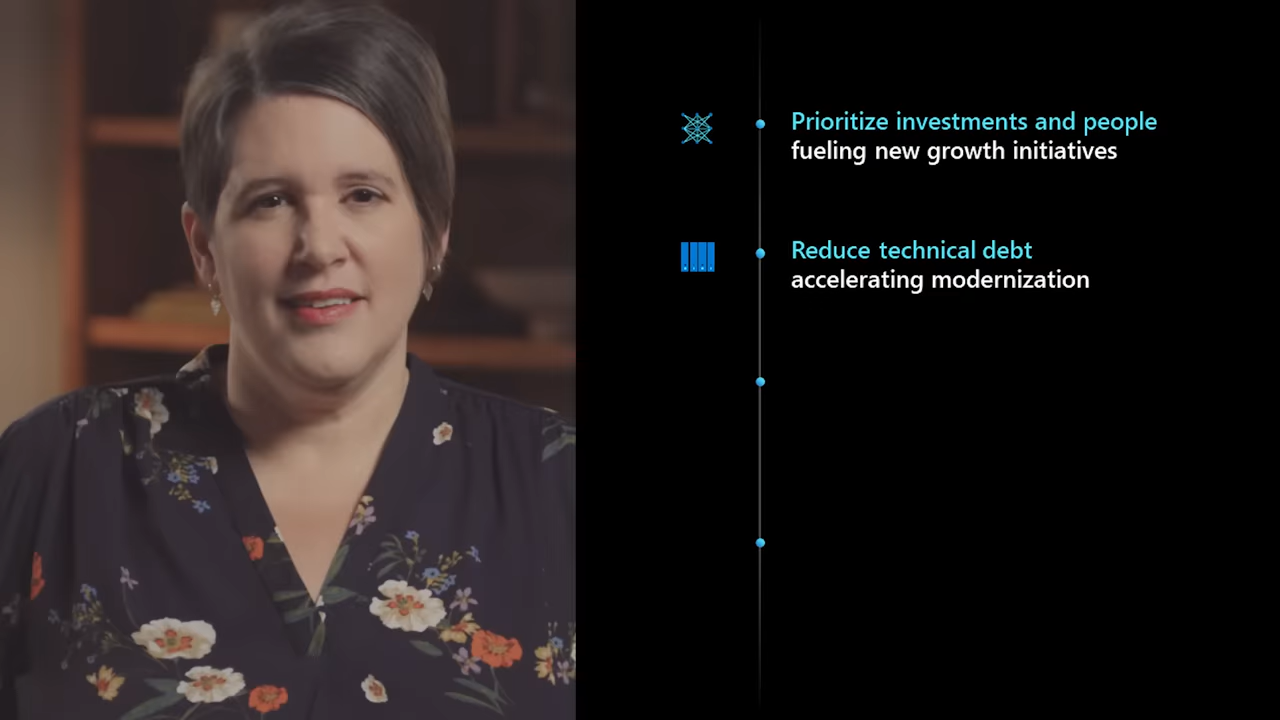 Prioritize investments and people
fueling new growth initiatives
Reduce technical debt
accelerating modernization